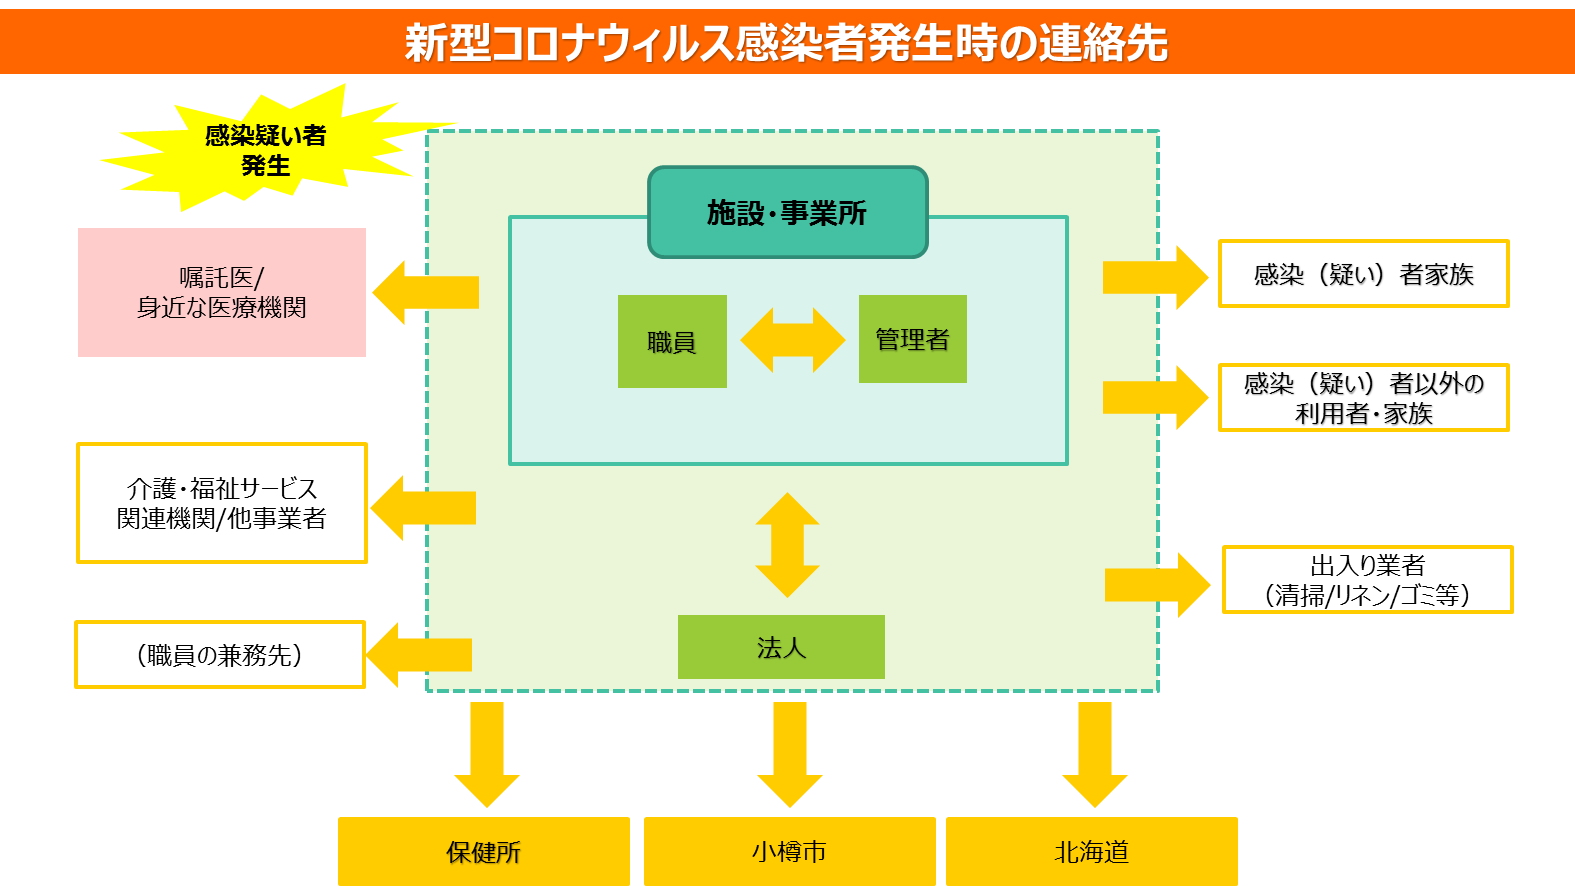 新型コロナウィルス感染者発生時の連絡先
感染疑い者
発生
施設・事業所
嘱託医/
身近な医療機関
職員
管理者
感染（疑い）者家族
感染（疑い）者以外の
利用者・家族
介護・福祉サービス
関連機関/他事業者
出入り業者
（清掃/リネン/ゴミ等）
（職員の兼務先）
法人
保健所
小樽市
北海道